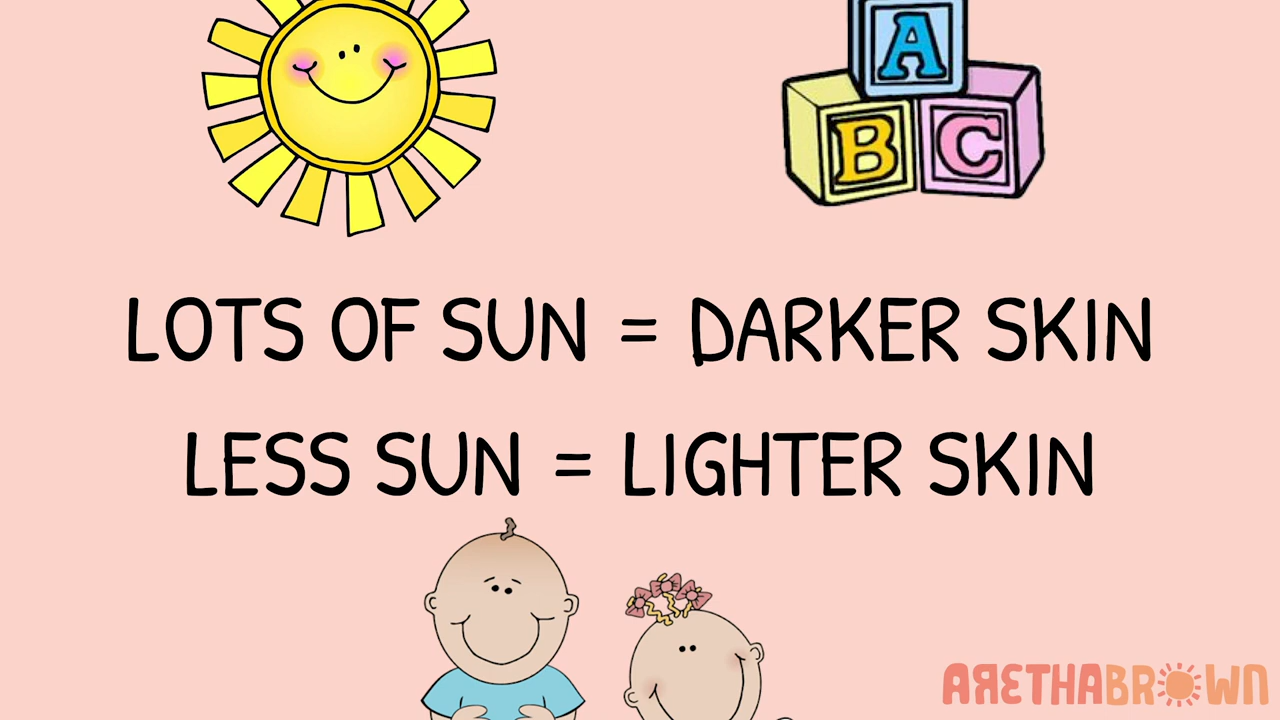 A
B C
LOTS OF SUN = DARKER SKIN
LESS SUN = LIGHTER SKIN
ARETHABROWN